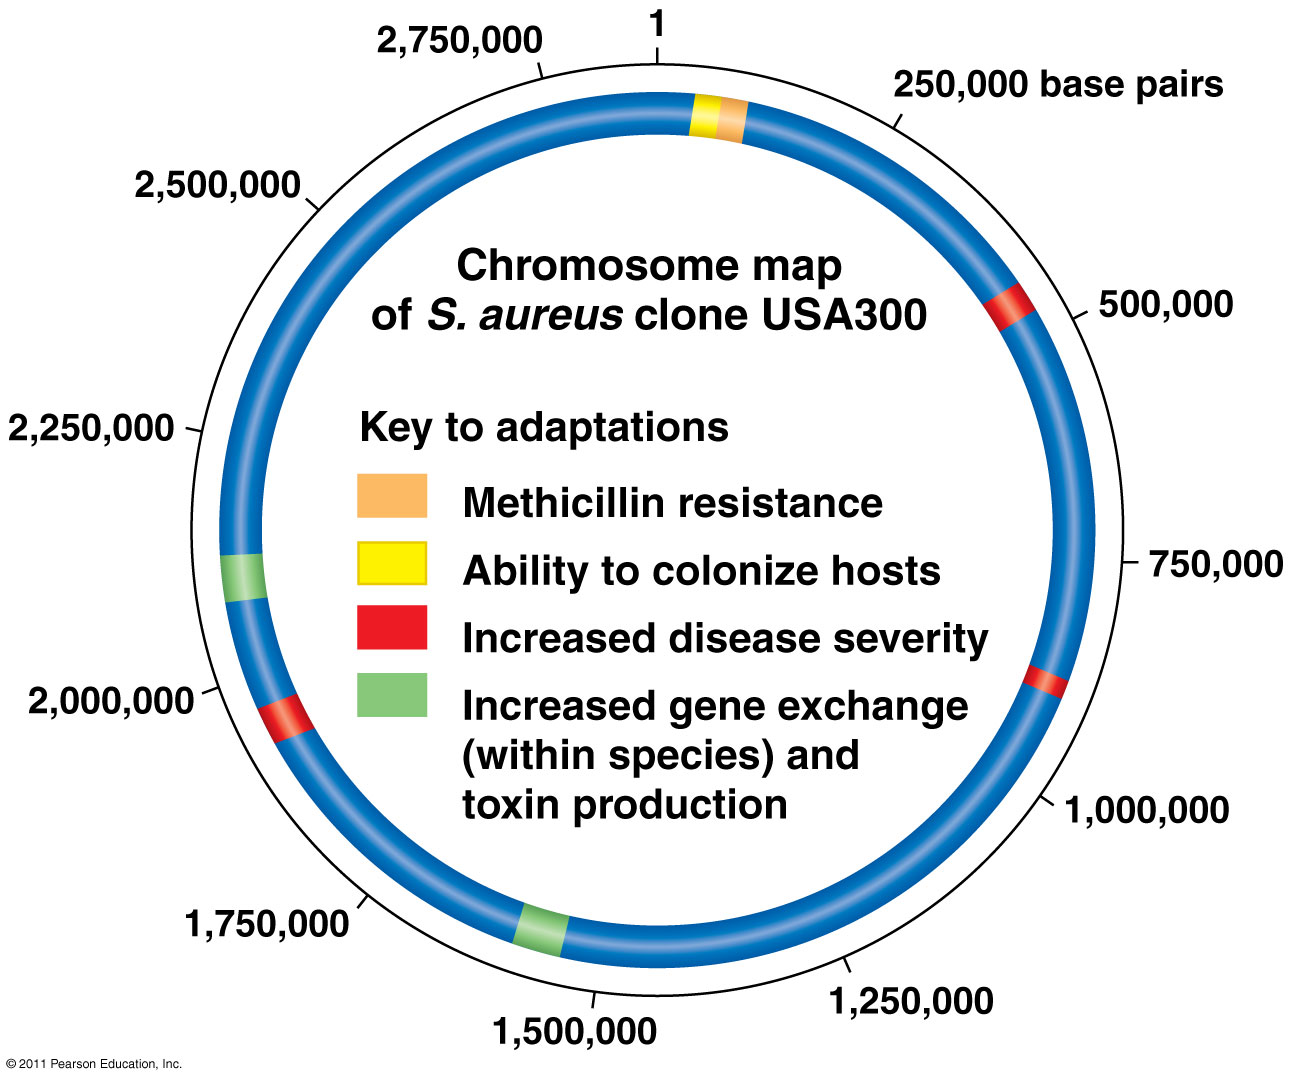 1
250,000 base pairs
500,000
750,000
1,000,000
1,250,000
1,500,000
1,750,000
2,000,000
2,250,000
2,500,000
2,750,000
Chromosome map
of S. aureus clone USA300
Key to adaptations
Methicillin resistance
Ability to colonize hosts
Increased disease severity
Increased gene exchange
(within species) and
toxin production
© 2011 Pearson Education, Inc.